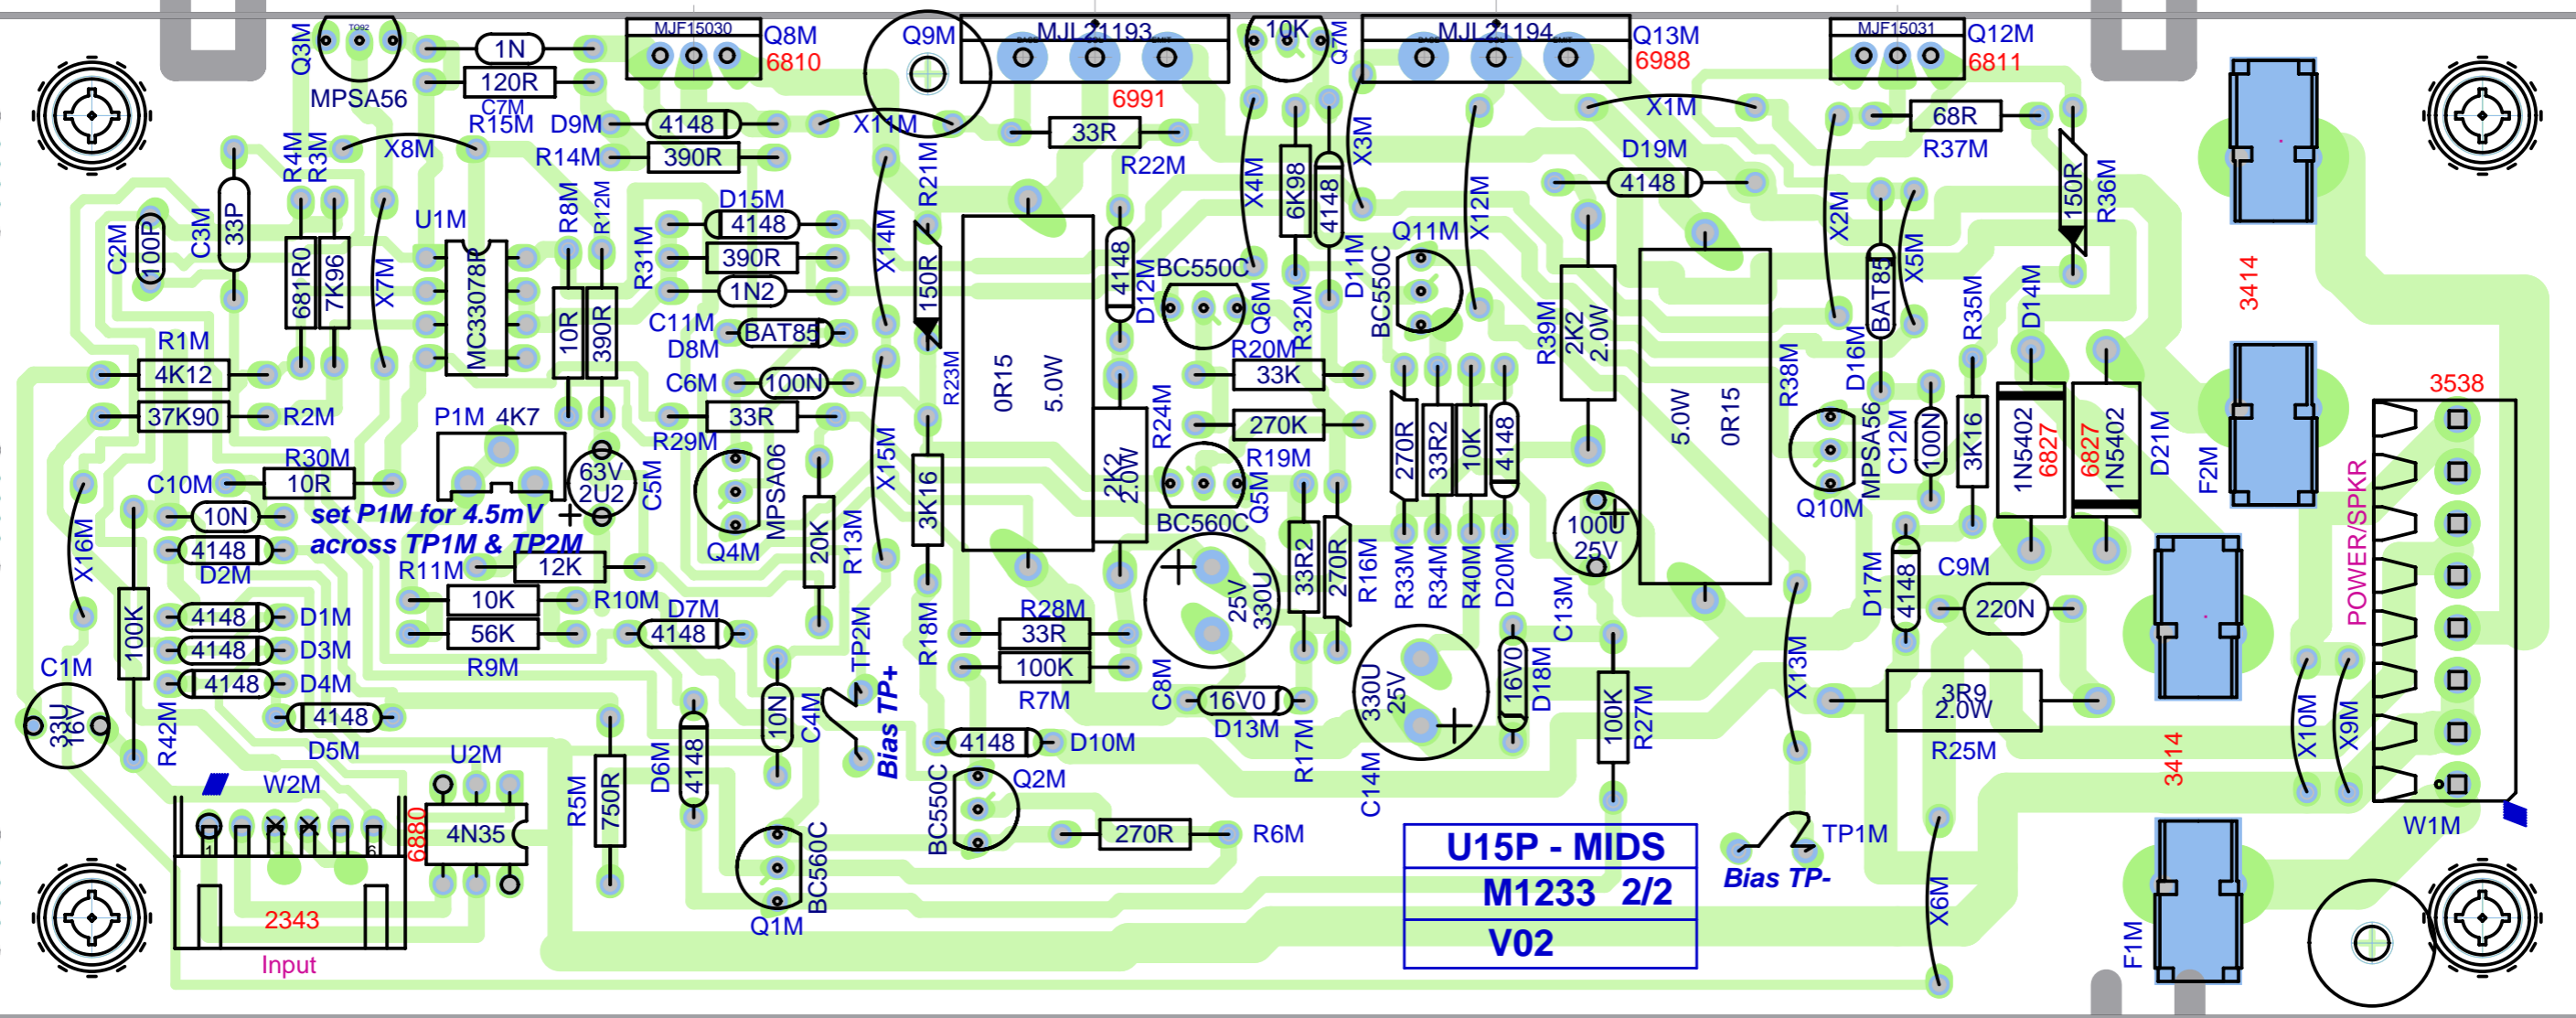 Q3M
TO92
MPSA56
1N
120R
C7M
R15M
MJF15030
Q8M
6810
Q9M
MJL21193
6991
10K
Q7M
MJL21194
Q13M
6988
MJF15031
Q12M
6811
D9M
4148
R14M
390R
X11M
33R
R22M
X1M
68R
R37M
R4M
R3M
X8M
R21M
X4M
6K98
4148
X3M
D19M
4148
150R
R36M
C2M
100P
C3M
33P
681R0
7K96
X7M
U1M
MC33078P
R8M
R12M
10R
390R
R31M
D15M
4148
390R
1N2
C11M
BAT85
D8M
C6M
100N
33R
R29M
X14M
150R
R23M
0R15
5.0W
4148
D12M
BC550C
Q6M
R32M
D11M
Q11M
BC550C
X12M
R39M
2K2
2.0W
5.0W
0R15
R38M
X2M
BAT85
X5M
D16M
R35M
D14M
3414
R1M
4K12
37K90
R2M
P1M 4K7
R30M
10R
C10M
10N
4148
D2M
set P1M for 4.5mV
across TP1M & TP2M
63V
2U2
C5M
Q4M
MPSA06
20K
R13M
X15M
3K16
R18M
2K2
2.0W
R24M
R20M
33K
270K
R19M
Q5M
BC560C
25V
330U
C8M
33R2
270R
R16M
R17M
270R
33R2
10K
4148
R33M
R34M
R40M
D20M
100U
25V
C13M
MPSA56
Q10M
C12M
100N
3K16
1N5402
6827
6827
1N5402
D21M
F2M
3538
POWER/SPKR
W1M
X16M
100K
R42M
R11M
12K
10K
R10M
56K
R9M
4148
D1M
4148
D3M
4148
D4M
4148
D5M
C1M
33U
16V
D7M
4148
D6M
4148
10N
C4M
TP2M
Bias TP+
R28M
33R
100K
R7M
16V0
D13M
4148
D10M
330U
25V
C14M
16V0
D18M
100K
R27M
X13M
D17M
4148
C9M
220N
3R9
2.0W
R25M
3414
X10M
X9M
W2M
1
6
2343
Input
U2M
6880
4N35
R5M
750R
BC560C
Q1M
BC550C
Q2M
270R
R6M
U15P - MIDS
M1233 2/2
V02
TP1M
Bias TP-
X6M
F1M